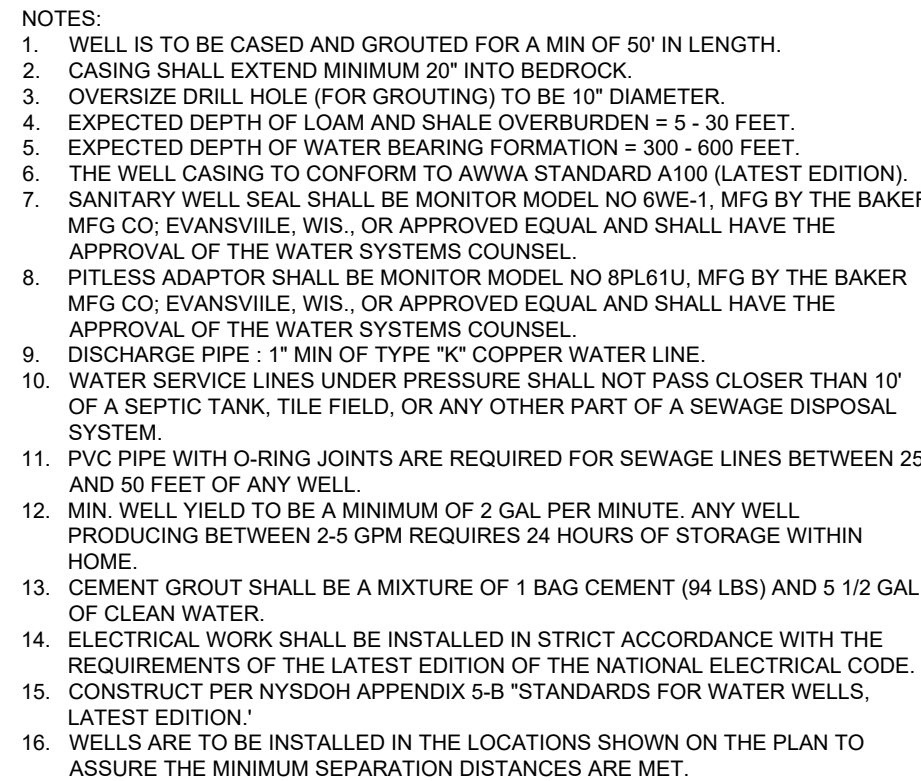 NOTES:
1. WELL IS TO BE CASED AND GROUTED FOR A MIN OF 50' IN LENGTH.
2. CASING SHALL EXTEND MINIMUM 20" INTO BEDROCK.
3. OVERSIZE DRILL HOLE (FOR GROUTING) TO BE 10" DIAMETER.
4. EXPECTED DEPTH OF LOAM AND SHALE OVERBURDEN = 5 - 30 FEET.
5. EXPECTED DEPTH OF WATER BEARING FORMATION = 300 - 600 FEET.
6. THE WELL CASING TO CONFORM TO AWWA STANDARD A100 (LATEST EDITION).
7. SANITARY WELL SEAL SHALL BE MONITOR MODEL NO 6WE-1, MFG BY THE BAKER
MFG CO; EVANSVIILE, WIS., OR APPROVED EQUAL AND SHALL HAVE THE
APPROVAL OF THE WATER SYSTEMS COUNSEL.
8. PITLESS ADAPTOR SHALL BE MONITOR MODEL NO 8PL61U, MFG BY THE BAKER
MFG CO; EVANSVIILE, WIS., OR APPROVED EQUAL AND SHALL HAVE THE
APPROVAL OF THE WATER SYSTEMS COUNSEL.
9. DISCHARGE PIPE : 1" MIN OF TYPE "K" COPPER WATER LINE.
10. WATER SERVICE LINES UNDER PRESSURE SHALL NOT PASS CLOSER THAN 10'
OF A SEPTIC TANK, TILE FIELD, OR ANY OTHER PART OF A SEWAGE DISPOSAL
SYSTEM.
11. PVC PIPE WITH O-RING JOINTS ARE REQUIRED FOR SEWAGE LINES BETWEEN 25
AND 50 FEET OF ANY WELL.
12. MIN. WELL YIELD TO BE A MINIMUM OF 2 GAL PER MINUTE. ANY WELL
PRODUCING BETWEEN 2-5 GPM REQUIRES 24 HOURS OF STORAGE WITHIN
HOME.
13. CEMENT GROUT SHALL BE A MIXTURE OF 1 BAG CEMENT (94 LBS) AND 5 1/2 GAL
OF CLEAN WATER.
14. ELECTRICAL WORK SHALL BE INSTALLED IN STRICT ACCORDANCE WITH THE
REQUIREMENTS OF THE LATEST EDITION OF THE NATIONAL ELECTRICAL CODE.
15. CONSTRUCT PER NYSDOH APPENDIX 5-B "STANDARDS FOR WATER WELLS,
LATEST EDITION.'
16. WELLS ARE TO BE INSTALLED IN THE LOCATIONS SHOWN ON THE PLAN TO
ASSURE THE MINIMUM SEPARATION DISTANCES ARE MET.